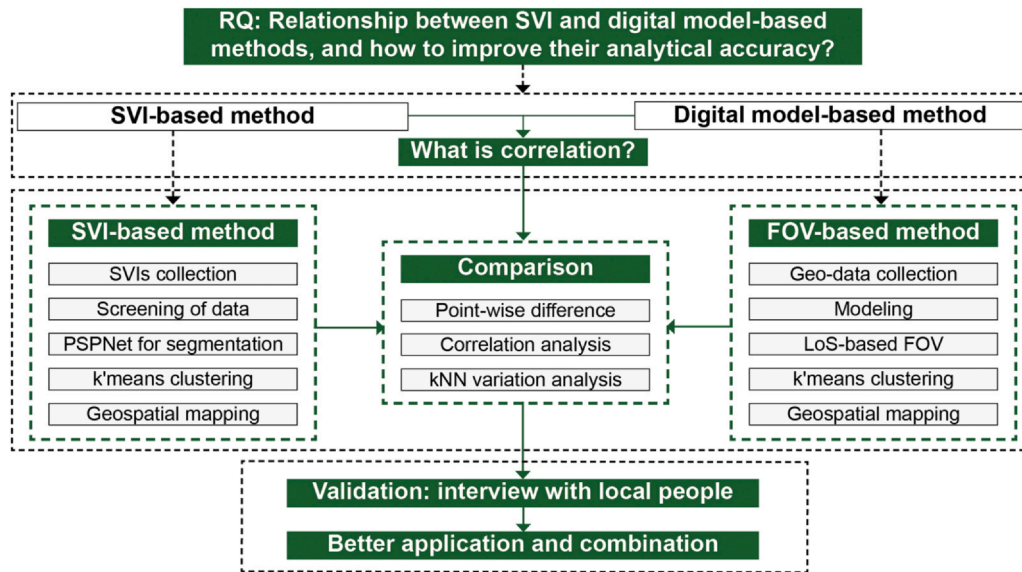 RQ: Relationship between SVI and digital model-based
methods, and how to improve their analytical accuracy?
SVI-based method
Digital model-based method
What is correlation?
SVI-based method
SVIs collection
Screening of data
PSPNet for segmentation
k'means clustering
Geospatial mapping
Comparison
Point-wise difference
Correlation analysis
kNN variation analysis
FOV-based method
Geo-data collection
Modeling
LoS-based FOV
k'means clustering
Geospatial mapping
Validation: interview with local people
Better application and combination